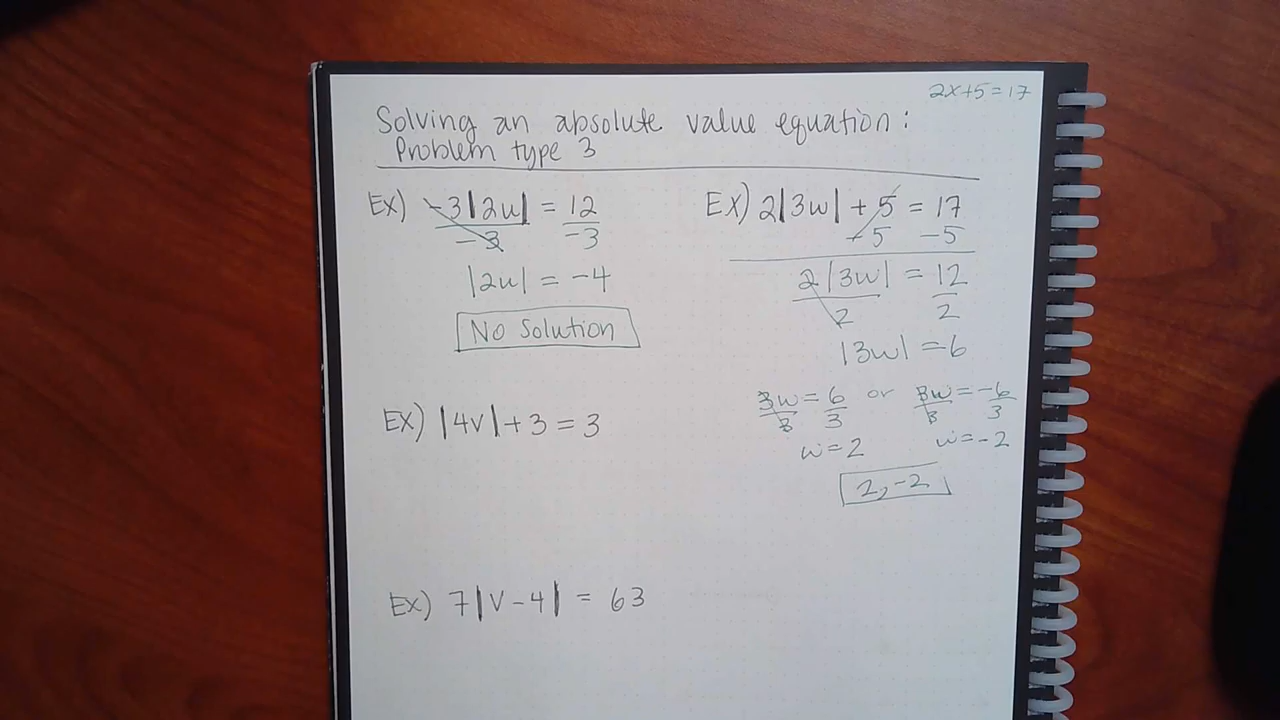 2x+5=17
Solving an absolute value equation:
Problem type 3
Ex) -3|2u| = 12
-3 -3
|2u| = -4
No Solution
Ex) 2|3w| + 5 = 17
-5 -5
2|3w| = 12
2 2
|3w| = 6
3w = 6 or 3w = -6
3 3 3 3
w = 2 w = -2
2, -2
Ex) |4v| + 3 = 3
Ex) 7|v - 4| = 63